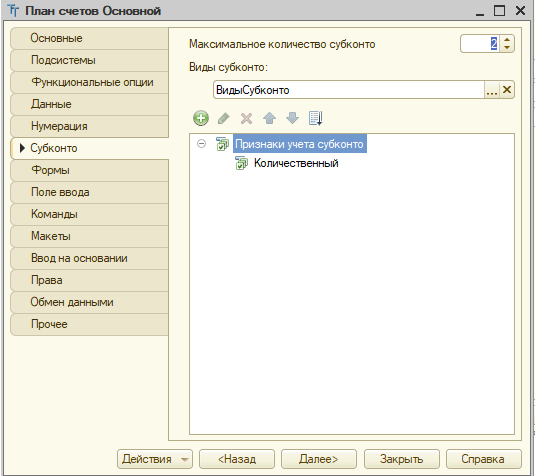 План счетов Основной
Основные
Подсистемы
Функциональные опции
Данные
Нумерация
Субконто
Формы
Поле ввода
Команды
Макеты
Ввод на основании
Права
Обмен данными
Прочее
Максимальное количество субконто 2
Виды субконто:
ВидыСубконто ...
Признаки учета субконто
Количественный
Действия <Назад Далее> Закрыть Справка